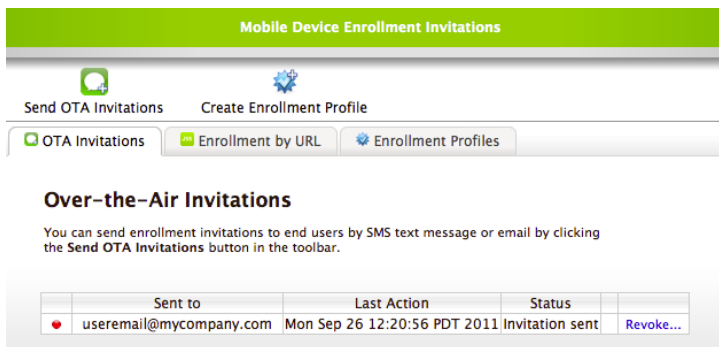 Mobile Device Enrollment Invitations
Send OTA Invitations Create Enrollment Profile
OTA Invitations Enrollment by URL Enrollment Profiles
Over-the-Air Invitations
You can send enrollment invitations to end users by SMS text message or email by clicking
the Send OTA Invitations button in the toolbar.
Sent to Last Action Status
useremail@mycompany.com Mon Sep 26 12:20:56 PDT 2011 Invitation sent Revoke...